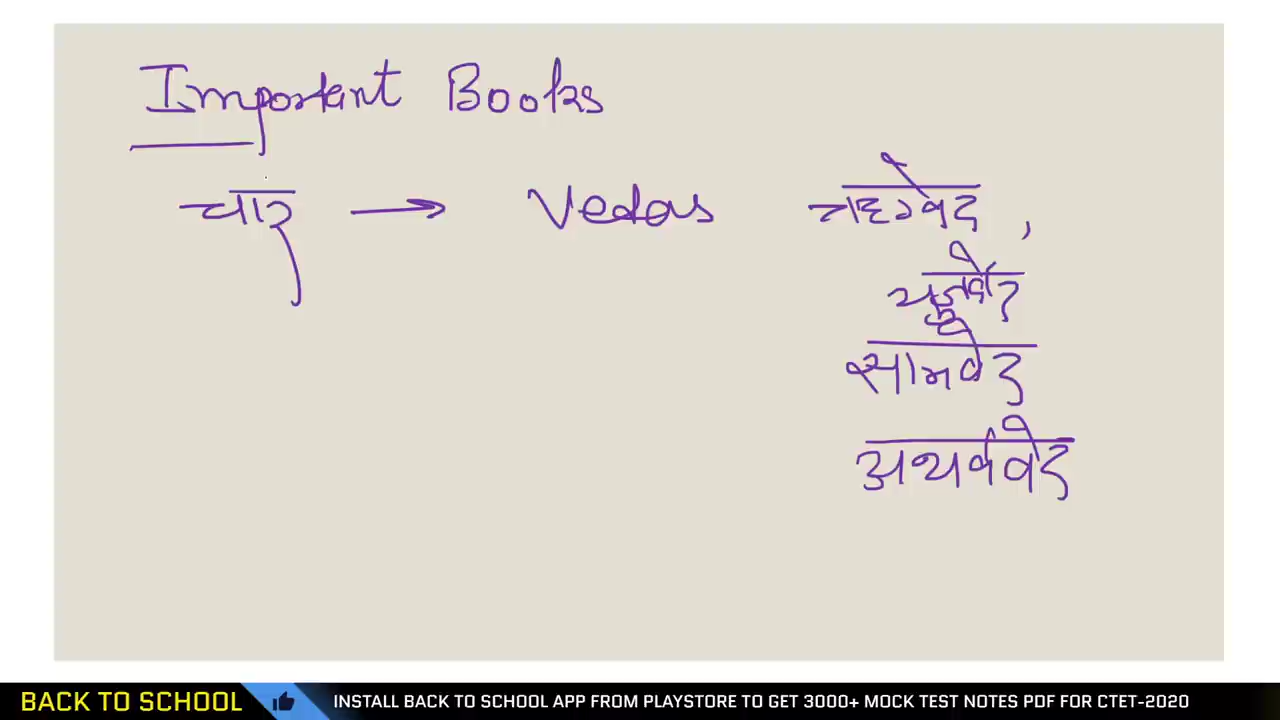 Important Books
चार → Vedas ऋग्वेद,
यजुर्वेद
सामवेद
अथर्ववेद
BACK TO SCHOOL INSTALL BACK TO SCHOOL APP FROM PLAYSTORE TO GET 3000+ MOCK TEST NOTES PDF FOR CTET-2020